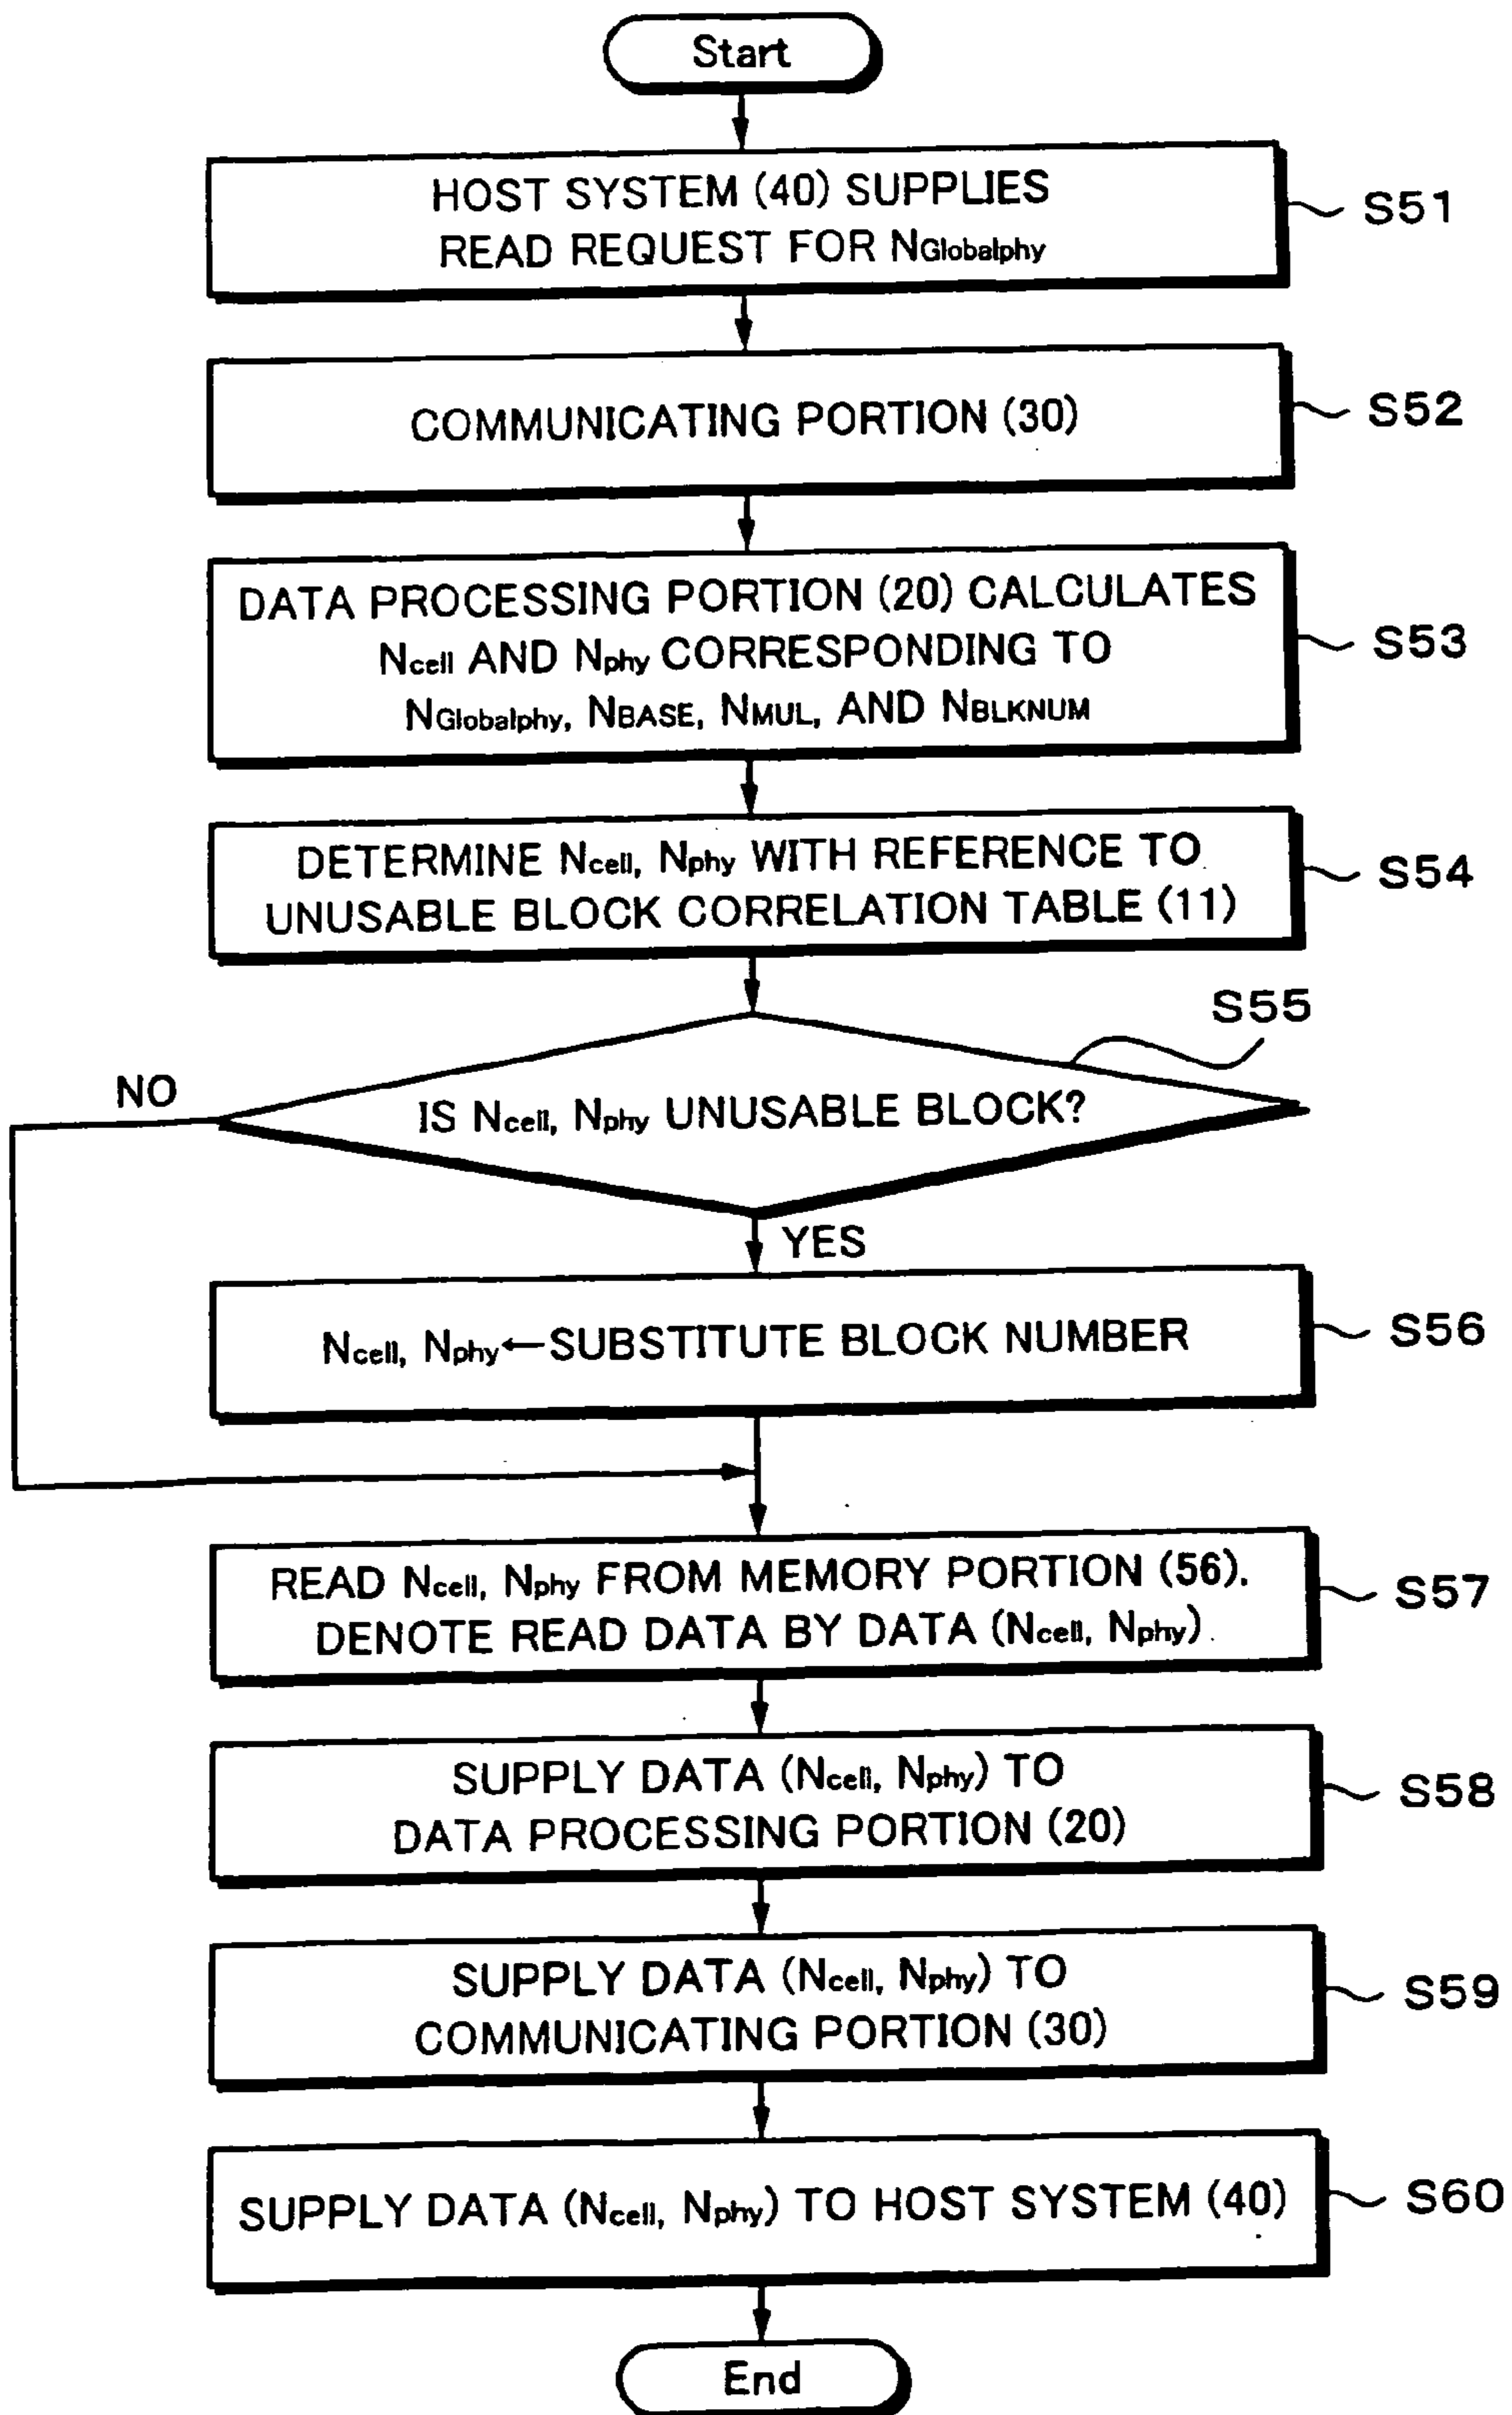 Start
HOST SYSTEM (40) SUPPLIES
READ REQUEST FOR NGlobalphy
S51
COMMUNICATING PORTION (30)
S52
DATA PROCESSING PORTION (20) CALCULATES
Ncell AND Nphy CORRESPONDING TO
NGlobalphy, NBASE, NMUL, AND NBLKNUM
S53
DETERMINE Ncell, Nphy WITH REFERENCE TO
UNUSABLE BLOCK CORRELATION TABLE (11)
S54
S55
NO
IS Ncell, Nphy UNUSABLE BLOCK?
YES
Ncell, Nphy←SUBSTITUTE BLOCK NUMBER
S56
READ Ncell, Nphy FROM MEMORY PORTION (56).
DENOTE READ DATA BY DATA (Ncell, Nphy).
S57
SUPPLY DATA (Ncell, Nphy) TO
DATA PROCESSING PORTION (20)
S58
SUPPLY DATA (Ncell, Nphy) TO
COMMUNICATING PORTION (30)
S59
SUPPLY DATA (Ncell, Nphy) TO HOST SYSTEM (40)
S60
End